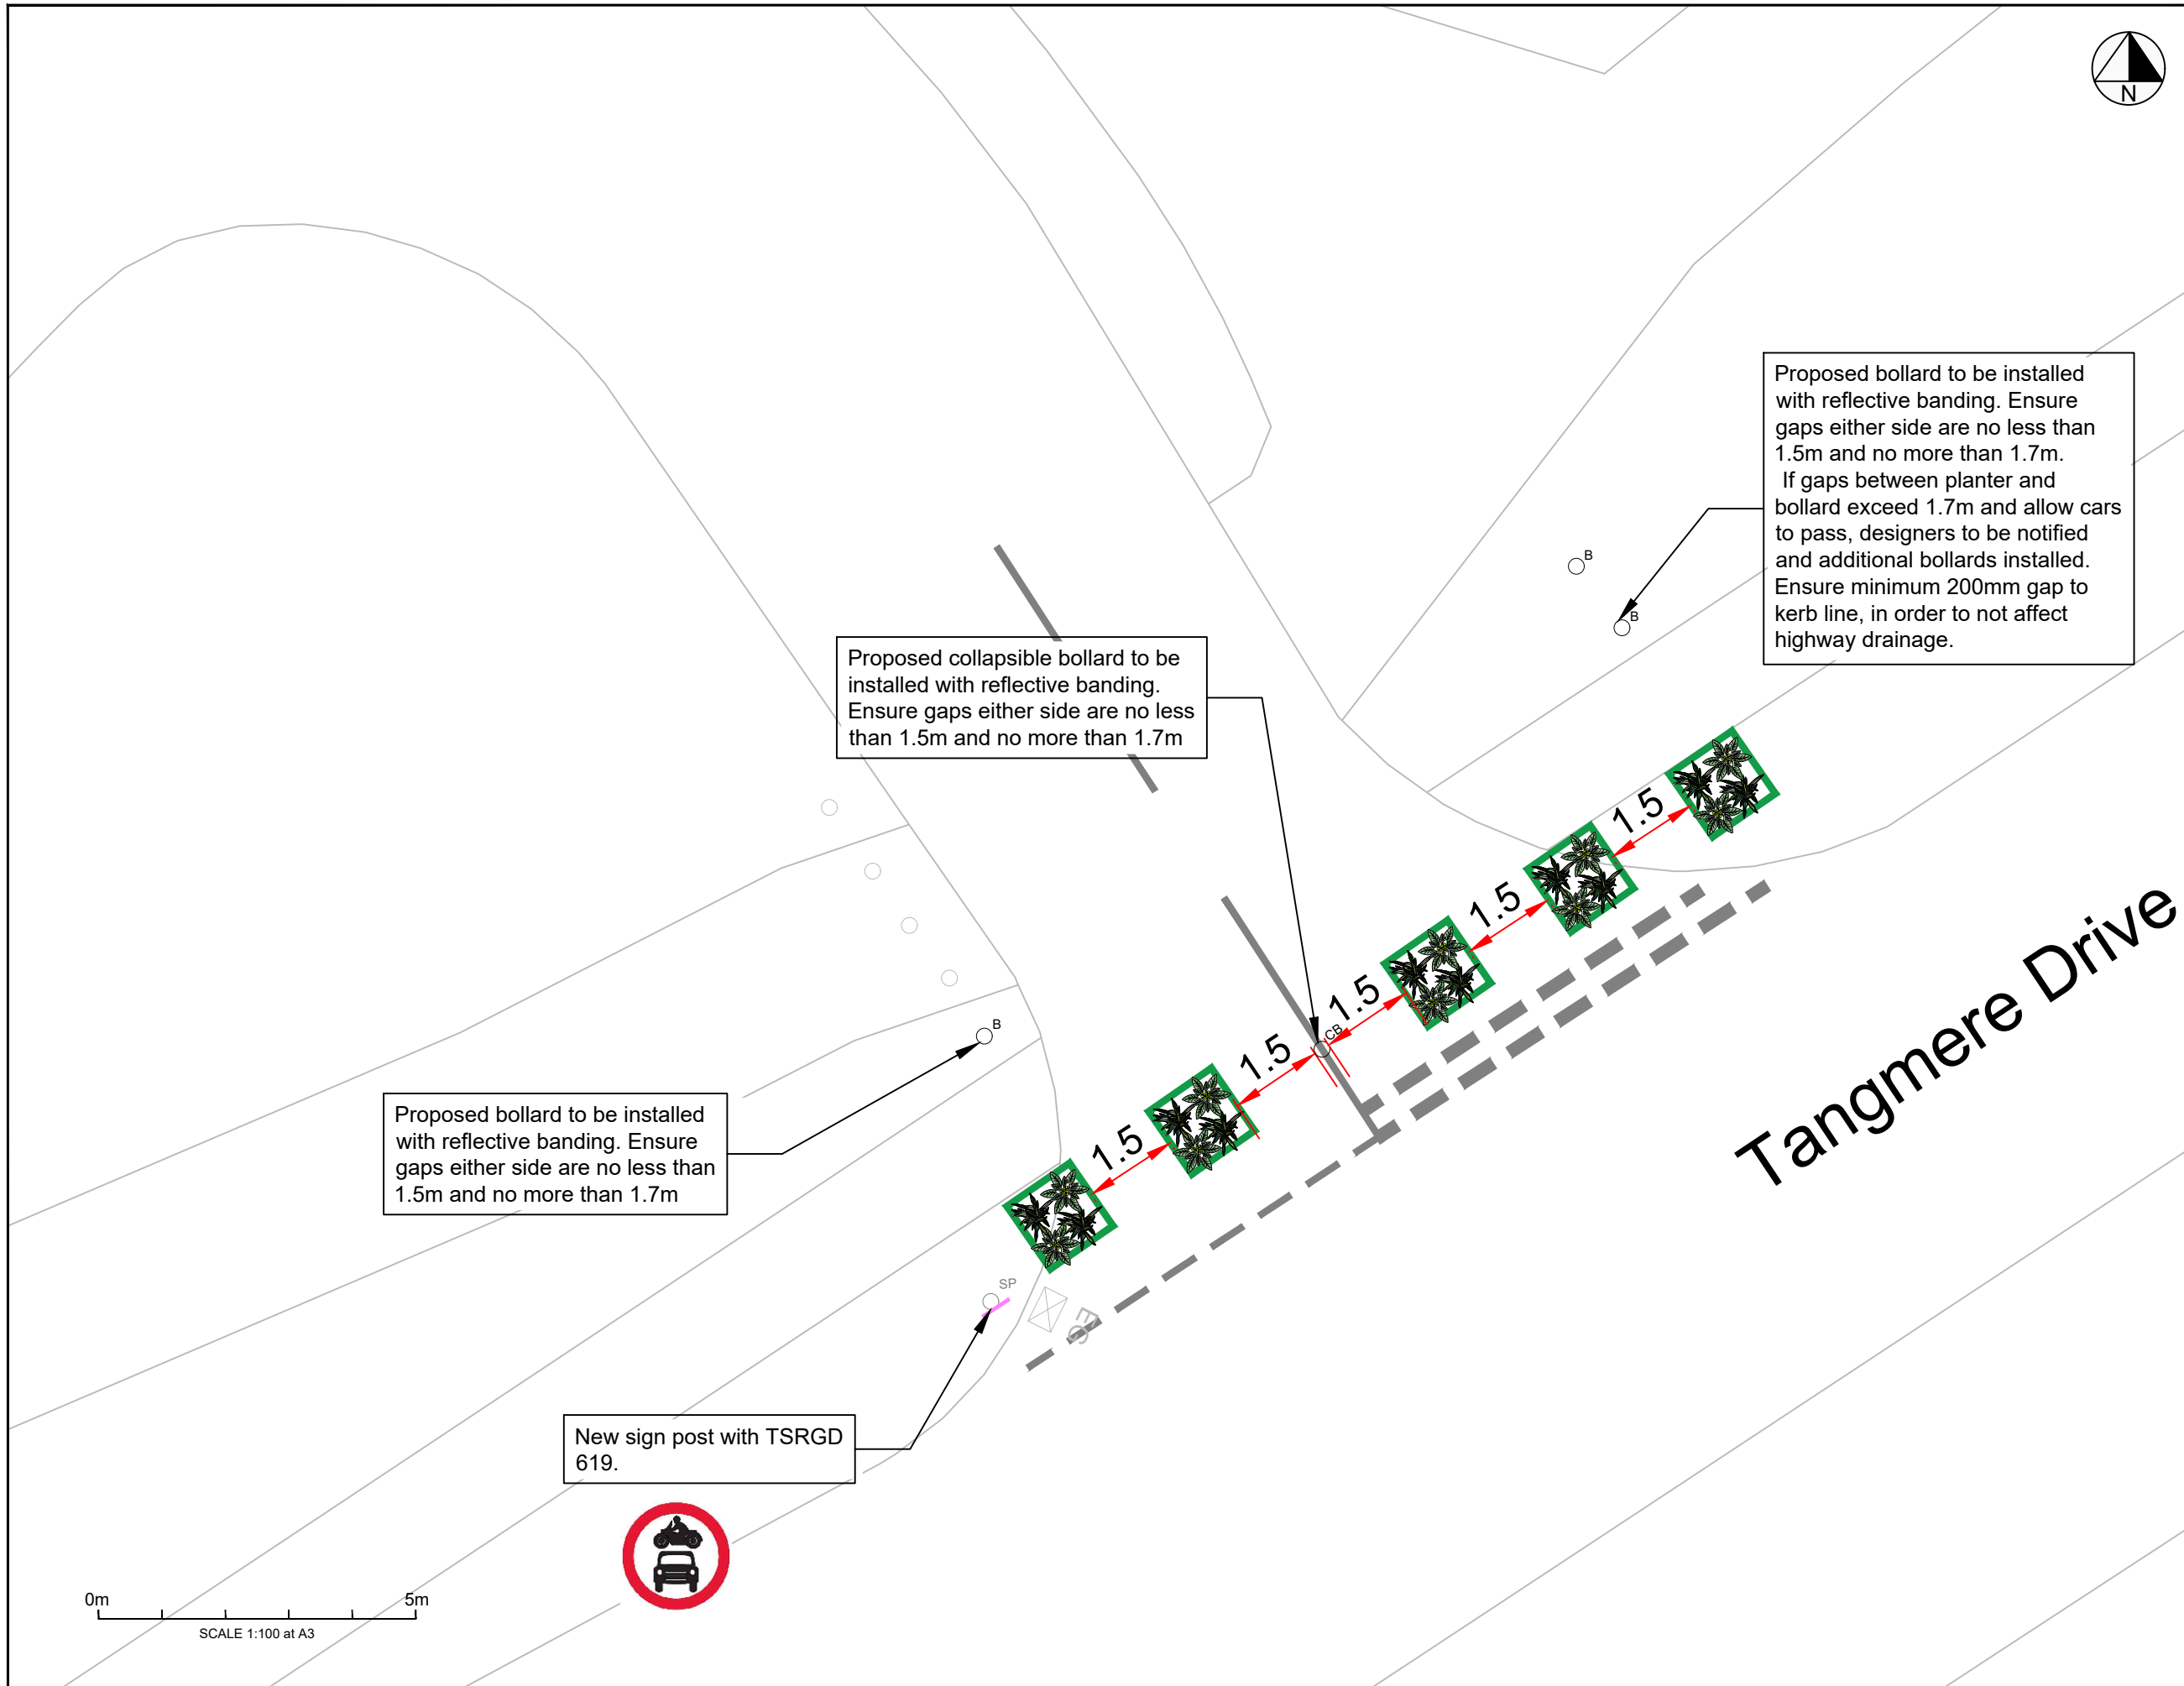 N
Proposed bollard to be installed
with reflective banding. Ensure
gaps either side are no less than
1.5m and no more than 1.7m.
If gaps between planter and
bollard exceed 1.7m and allow cars
to pass, designers to be notified
and additional bollards installed.
Ensure minimum 200mm gap to
kerb line, in order to not affect
highway drainage.
B
B
Proposed collapsible bollard to be
installed with reflective banding.
Ensure gaps either side are no less
than 1.5m and no more than 1.7m
1.5
1.5
1.5
CB
1.5
1.5
Tangmere Drive
B
Proposed bollard to be installed
with reflective banding. Ensure
gaps either side are no less than
1.5m and no more than 1.7m
SP
New sign post with TSRGD
619.
0m
5m
SCALE 1:100 at A3